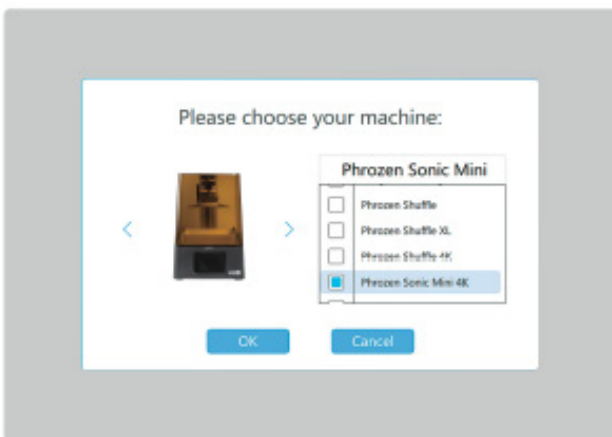 Please choose your machine:
Phrozen Sonic Mini
Phrozen Shuffle
Phrozen Shuffle XL
Phrozen Shuffle 4K
Phrozen Sonic Mini 4K
OK
Cancel